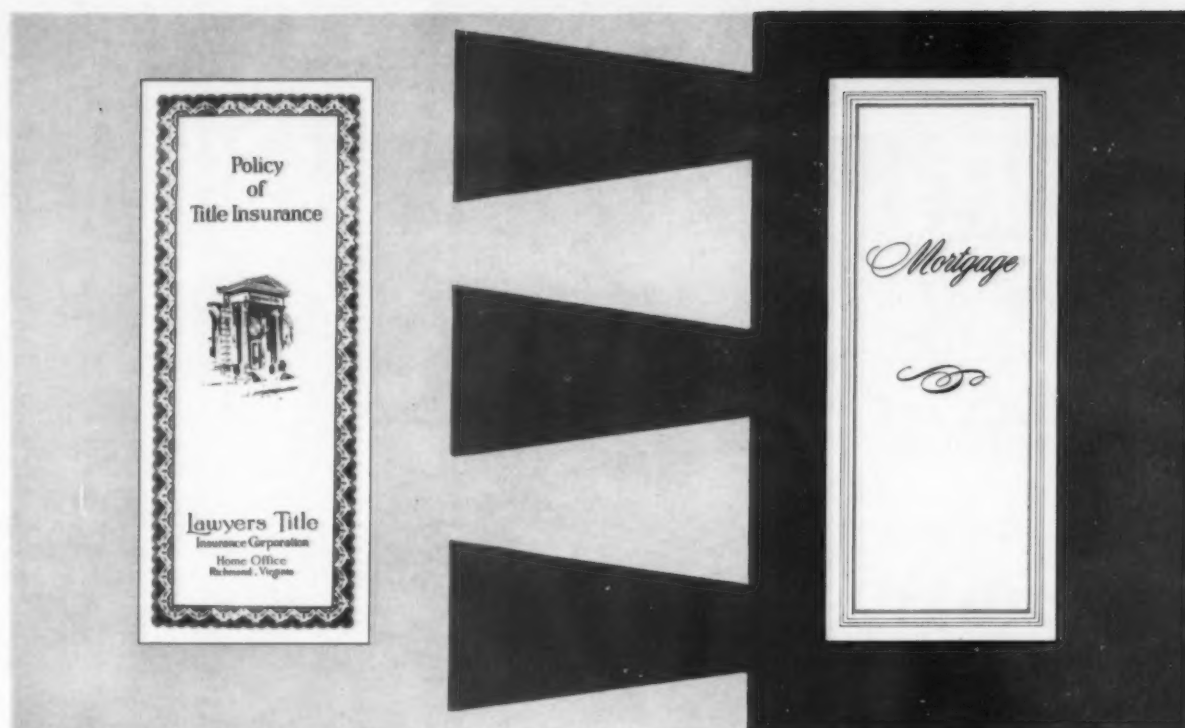 Policy
of
Title Insurance
Lawyers Title
Insurance Corporation
Home Office
Richmond, Virginia
Mortgage